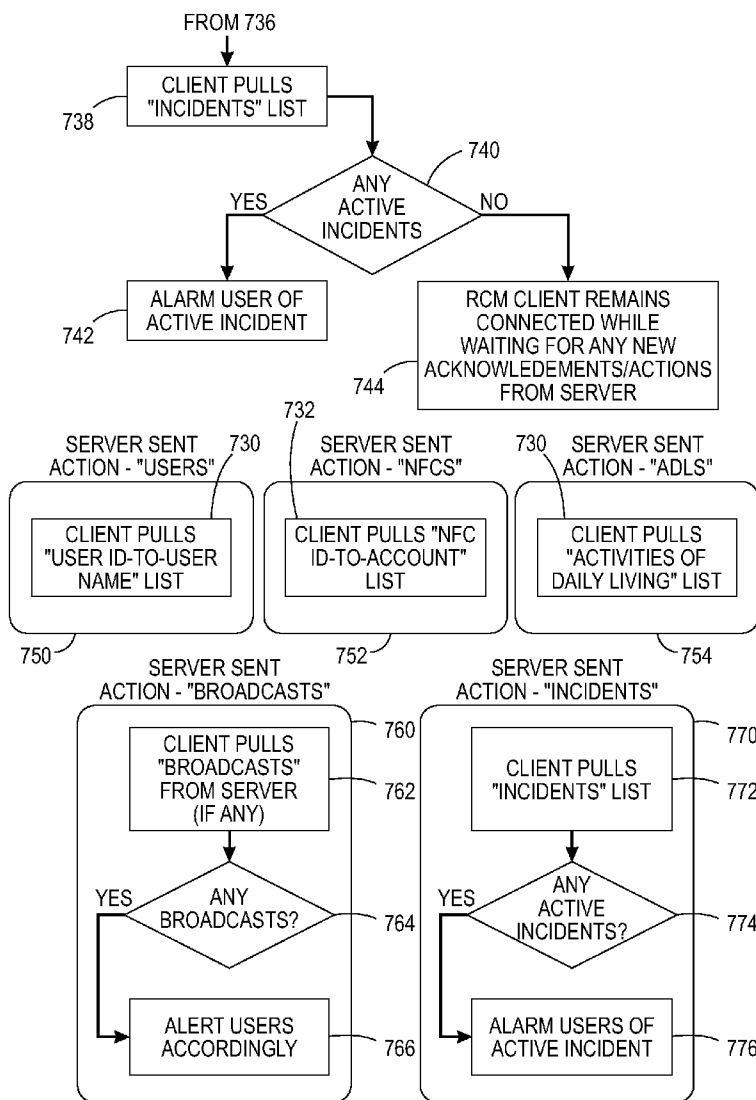 FROM 736
CLIENT PULLS
"INCIDENTS" LIST
738
740
ANY
ACTIVE
INCIDENTS
YES
NO
ALARM USER OF
ACTIVE INCIDENT
742
RCM CLIENT REMAINS
CONNECTED WHILE
WAITING FOR ANY NEW
ACKNOWLEDEMENTS/ACTIONS
FROM SERVER
744
SERVER SENT
ACTION - "USERS"
730
CLIENT PULLS
"USER ID-TO-USER
NAME" LIST
750
SERVER SENT
ACTION - "NFCS"
732
CLIENT PULLS "NFC
ID-TO-ACCOUNT"
LIST
752
SERVER SENT
ACTION - "ADLS"
730
CLIENT PULLS
"ACTIVITIES OF
DAILY LIVING" LIST
754
SERVER SENT
ACTION - "BROADCASTS"
760
CLIENT PULLS
"BROADCASTS"
FROM SERVER
(IF ANY)
762
YES
ANY
BROADCASTS?
764
ALERT USERS
ACCORDINGLY
766
SERVER SENT
ACTION - "INCIDENTS"
770
CLIENT PULLS
"INCIDENTS" LIST
772
YES
ANY
ACTIVE
INCIDENTS?
774
ALARM USERS OF
ACTIVE INCIDENT
776